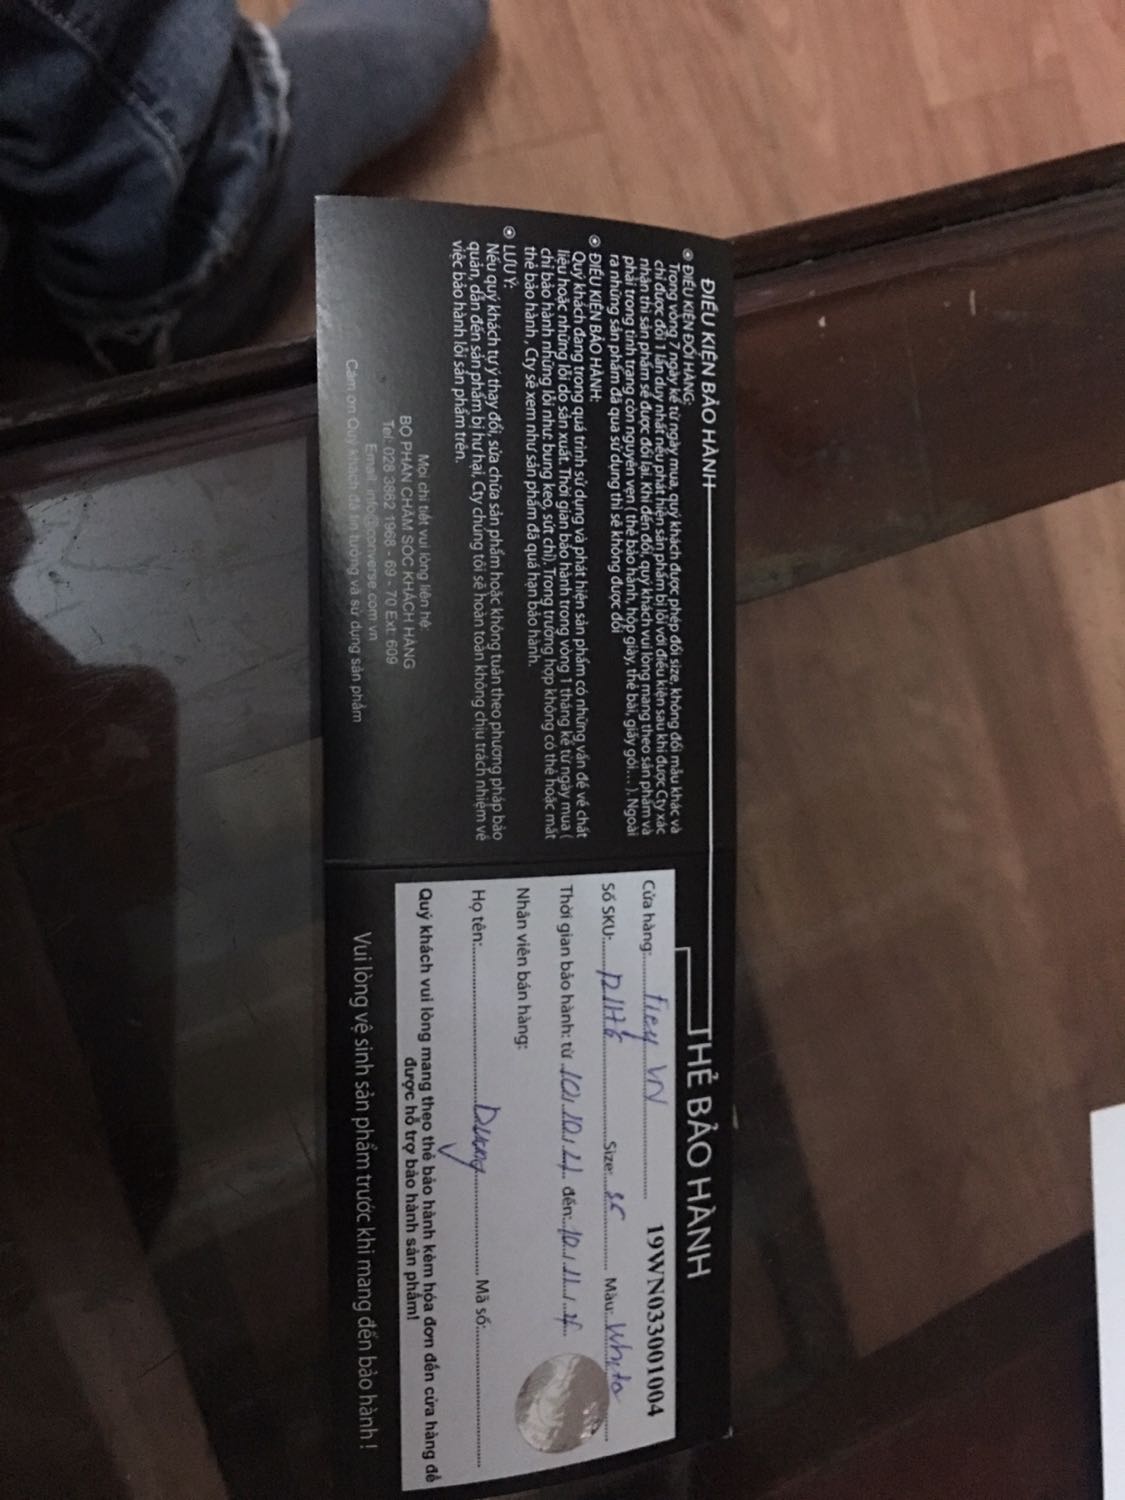 ĐIỀU KIỆN BẢO HÀNH
ĐIỀU KIỆN ĐỔI HÀNG:
Trong vòng 7 ngày kể từ ngày mua, quý khách được phép đổi size, không đổi mẫu khác và
chỉ được đổi 1 lần duy nhất nếu phát hiện sản phẩm bị lỗi với điều kiện sau khi được Cty xác
nhận thì sản phẩm sẽ được đổi lại. Khi đến đổi, quý khách vui lòng mang theo sản phẩm và
phải trong tình trạng còn nguyên vẹn ( thẻ bảo hành, hộp giày, thẻ bài, giấy gói... ). Ngoài
ra những sản phẩm đã qua sử dụng thì sẽ không được đổi
ĐIỀU KIỆN BẢO HÀNH:
Quý khách đang trong quá trình sử dụng và phát hiện sản phẩm có những vấn đề về chất
liệu hoặc những lỗi do sản xuất. Thời gian bảo hành trong vòng 1 tháng kể từ ngày mua (
chỉ bảo hành những lỗi như: bung keo, sứt chỉ). Trong trường hợp không có thẻ hoặc mất
thẻ bảo hành , Cty sẽ xem như sản phẩm đã quá hạn bảo hành.
LƯU Ý:
Nếu quý khách tự ý thay đổi, sửa chữa sản phẩm hoặc không tuân theo phương pháp bảo
quản, dẫn đến sản phẩm bị hư hại. Cty chúng tôi sẽ hoàn toàn không chịu trách nhiệm về
việc bảo hành lỗi sản phẩm trên.
Mọi chi tiết vui lòng liên hệ:
BỘ PHẬN CHĂM SÓC KHÁCH HÀNG
Tel: 028 3862 1968 - 69 - 70 Ext: 609
Email: info@converse.com.vn
Cảm ơn Quý khách đã tin tưởng và sử dụng sản phẩm
THẺ BẢO HÀNH
19WN033001004
Cửa hàng:
Số SKU: Size: Màu: White
Thời gian bảo hành: từ 10.10. đến: 10.11.
Nhân viên bán hàng:
Họ tên: Dương Mã số:
Quý khách vui lòng mang theo thẻ bảo hành kèm hóa đơn đến cửa hàng để
được hỗ trợ bảo hành sản phẩm!
Vui lòng vệ sinh sản phẩm trước khi mang đến bảo hành !